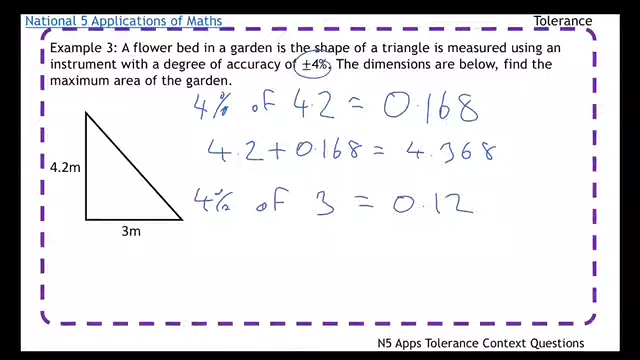 National 5 Applications of Maths
Tolerance
Example 3: A flower bed in a garden is the shape of a triangle is measured using an
instrument with a degree of accuracy of ±4%. The dimensions are below, find the
maximum area of the garden.
4% of 4.2 = 0.168
4.2 + 0.168 = 4.368
4.2m
4% of 3 = 0.12
3m
N5 Apps Tolerance Context Questions